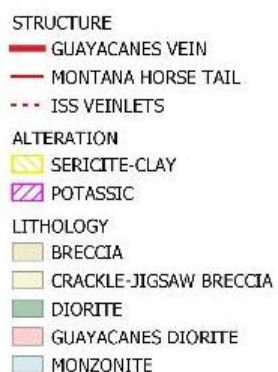 STRUCTURE
GUAYACANES VEIN
MONTANA HORSE TAIL
ISS VEINLETS
ALTERATION
SERICITE-CLAY
POTASSIC
LITHOLOGY
BRECCIA
CRACKLE-JIGSAW BRECCIA
DIORITE
GUAYACANES DIORITE
MONZONITE